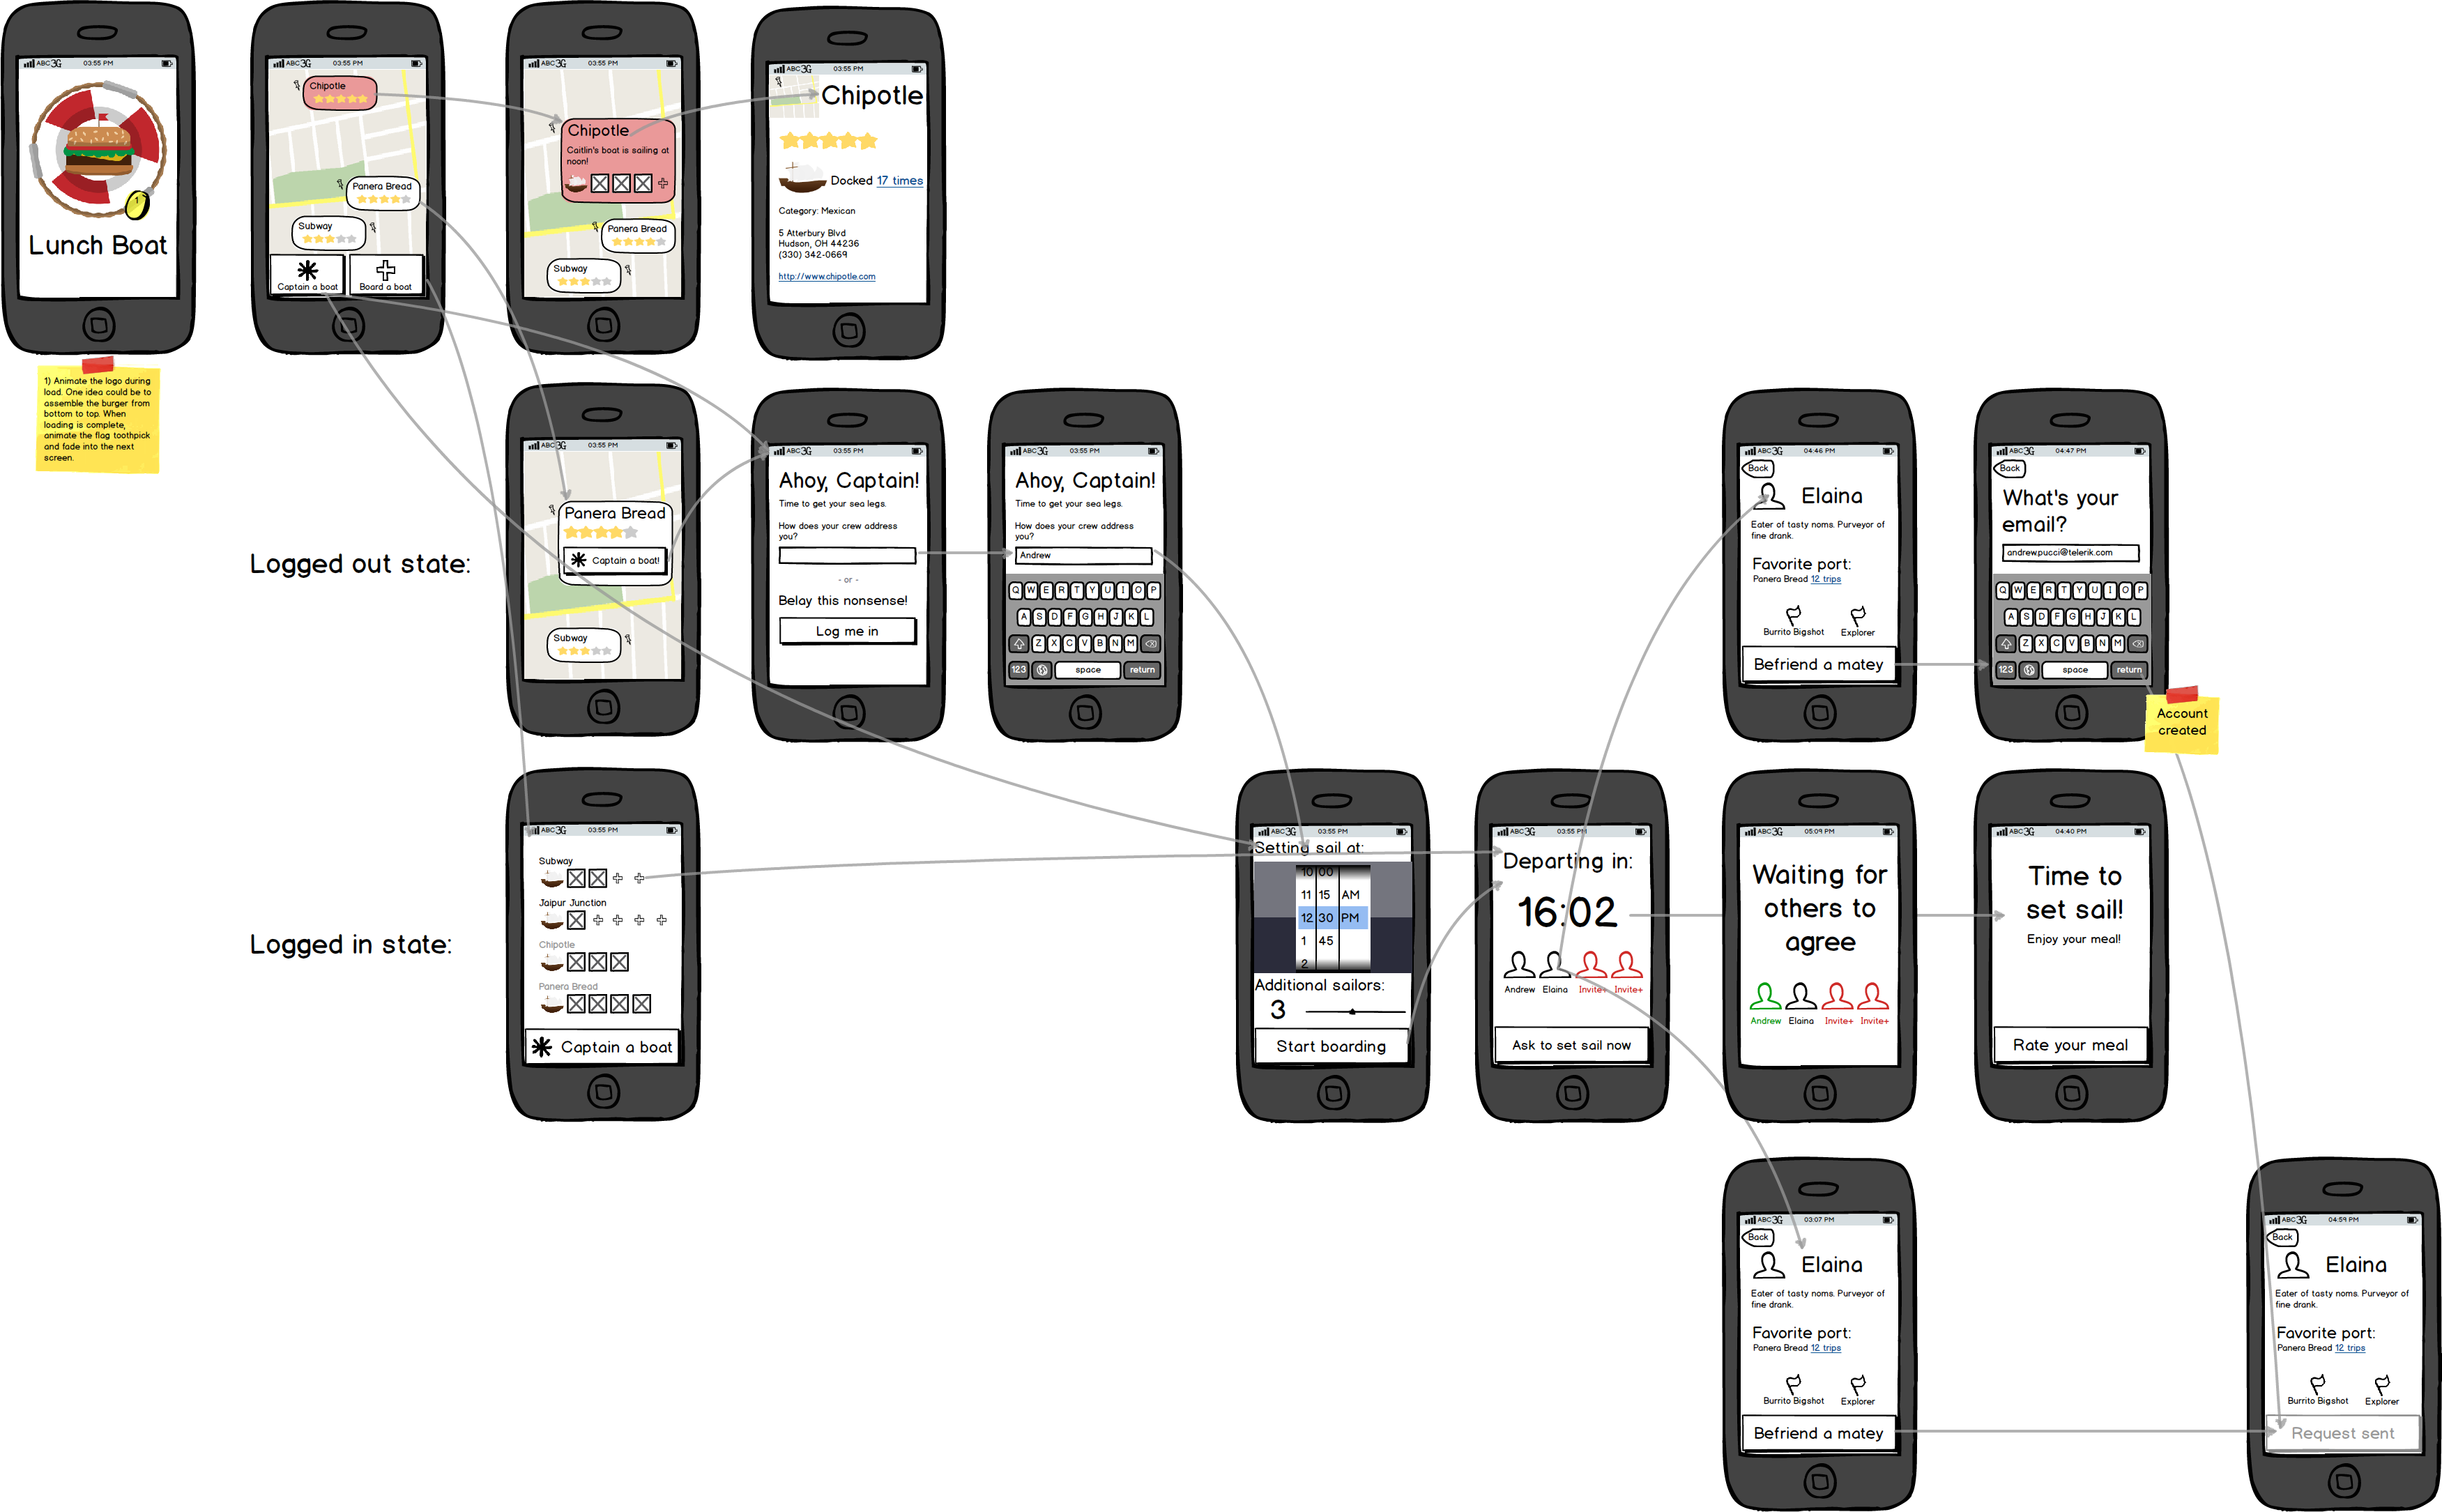 ABC 3G 03:55 PM
1
Lunch Boat
1) Animate the logo during
load. One idea could be to
assemble the burger from
bottom to top. When
loading is complete,
animate the flag toothpick
and fade into the next
screen.
ABC 3G 03:55 PM
Chipotle
Panera Bread
Subway
Captain a boat
Board a boat
ABC 3G 03:55 PM
Chipotle
Caitlin's boat is sailing at
noon!
Panera Bread
Subway
ABC 3G 03:55 PM
Chipotle
Docked 17 times
Category: Mexican
5 Atterbury Blvd
Hudson, OH 44236
(330) 342-0669
http://www.chipotle.com
Logged out state:
ABC 3G 03:55 PM
Panera Bread
Captain a boat!
Subway
ABC 3G 03:55 PM
Ahoy, Captain!
Time to get your sea legs.
How does your crew address
you?
- or -
Belay this nonsense!
Log me in
ABC 3G 03:55 PM
Ahoy, Captain!
Time to get your sea legs.
How does your crew address
you?
Andrew
Q W E R T Y U I O P
A S D F G H J K L
Z X C V B N M
123 space return
ABC 3G 04:46 PM
Back
Elaina
Eater of tasty noms. Purveyor of
fine drank.
Favorite port:
Panera Bread 12 trips
Burrito Bigshot Explorer
Befriend a matey
ABC 3G 04:47 PM
Back
What's your
email?
andrew.pucci@telerik.com
Q W E R T Y U I O P
A S D F G H J K L
Z X C V B N M
123 space return
Account
created
Logged in state:
ABC 3G 03:55 PM
Subway
Jaipur Junction
Chipotle
Panera Bread
Captain a boat
ABC 3G 03:55 PM
Setting sail at:
10 00
11 15 AM
12 30 PM
1 45
2
Additional sailors:
3
Start boarding
ABC 3G 03:55 PM
Departing in:
16:02
Andrew Elaina Invite+ Invite+
Ask to set sail now
ABC 3G 05:09 PM
Waiting for
others to
agree
Andrew Elaina Invite+ Invite+
ABC 3G 04:40 PM
Time to
set sail!
Enjoy your meal!
Rate your meal
ABC 3G 03:07 PM
Back
Elaina
Eater of tasty noms. Purveyor of
fine drank.
Favorite port:
Panera Bread 12 trips
Burrito Bigshot Explorer
Befriend a matey
ABC 3G 04:59 PM
Back
Elaina
Eater of tasty noms. Purveyor of
fine drank.
Favorite port:
Panera Bread 12 trips
Burrito Bigshot Explorer
Request sent